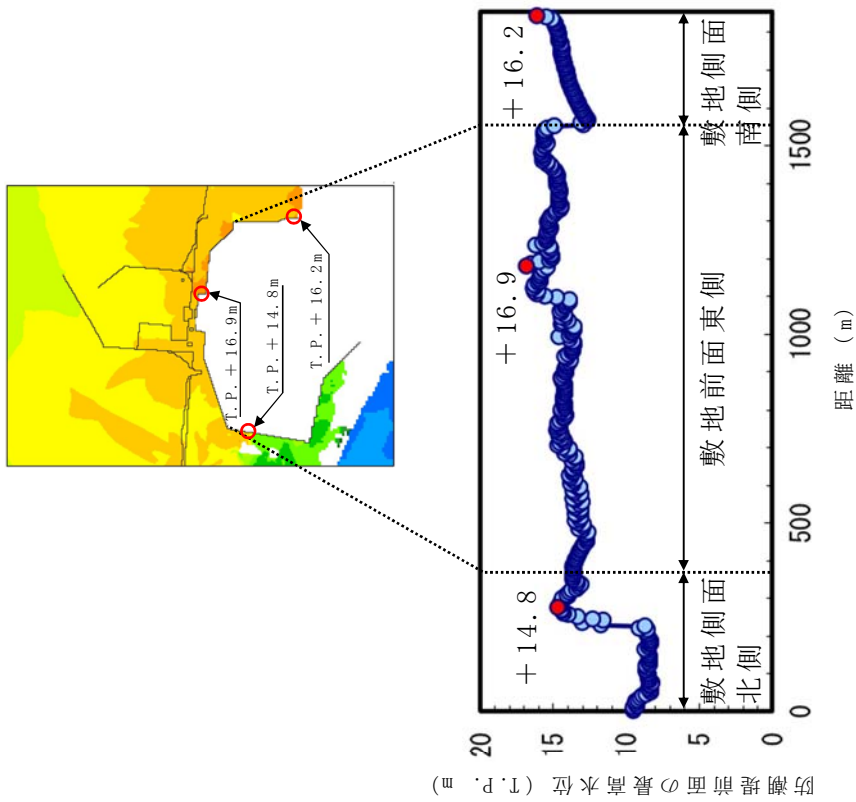 T.P.+16.9m
T.P.+14.8m
T.P.+16.2m
防潮堤前面の最高水位(T.P. m)
20
15
10
5
0
+14.8
+16.9
+16.2
敷地側面
北側
敷地前面東側
敷地側面
南側
0
500
1000
1500
距離(m)